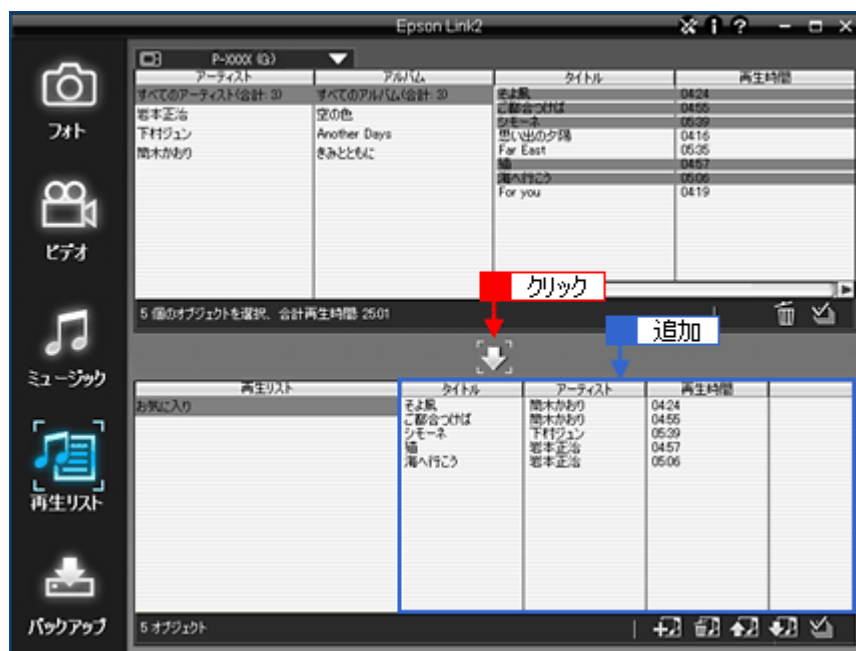 Epson Link2
P-XXXX (G:)
アーティスト アルバム タイトル 再生時間
すべてのアーティスト(合計: 3) すべてのアルバム(合計: 3) そよ風 04:24
岩本正治 空の色 ご都合つけば 04:55
下村ジュン Another Days シモーネ 05:39
間木かおり きみとともに 思い出の夕陽 04:16
Far East 05:35
猫 04:57
海へ行こう 05:06
For you 04:19
フォト
ビデオ
ミュージック
再生リスト
バックアップ
クリック
5 個のオブジェクトを選択、合計再生時間: 25:01
追加
再生リスト タイトル アーティスト 再生時間
お気に入り そよ風 間木かおり 04:24
ご都合つけば 間木かおり 04:55
シモーネ 下村ジュン 05:39
猫 岩本正治 04:57
海へ行こう 岩本正治 05:06
5 オブジェクト